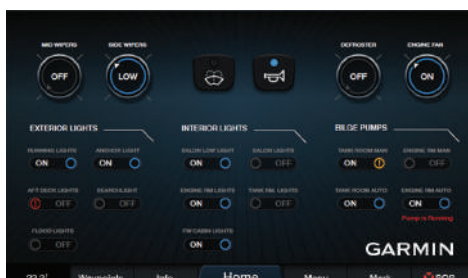 MID WIPERS SIDE WIPERS DEFROSTER ENGINE FAN
OFF LOW OFF ON
EXTERIOR LIGHTS INTERIOR LIGHTS BILGE PUMPS
RUNNING LIGHTS ANCHOR LIGHT SALON LOW LIGHT SALON LIGHTS TANK ROOM MAN ENGINE RM MAN
ON ON ON OFF ON OFF
AFT DECK LIGHTS SEARCHLIGHT ENGINE RM LIGHTS TANK RM LIGHTS TANK ROOM AUTO ENGINE RM AUTO
OFF OFF ON OFF ON ON
Pump is Running
FLOOD LIGHTS FW CABIN LIGHTS
OFF ON
GARMIN
Waypoints Info Home Menu Mark SOS